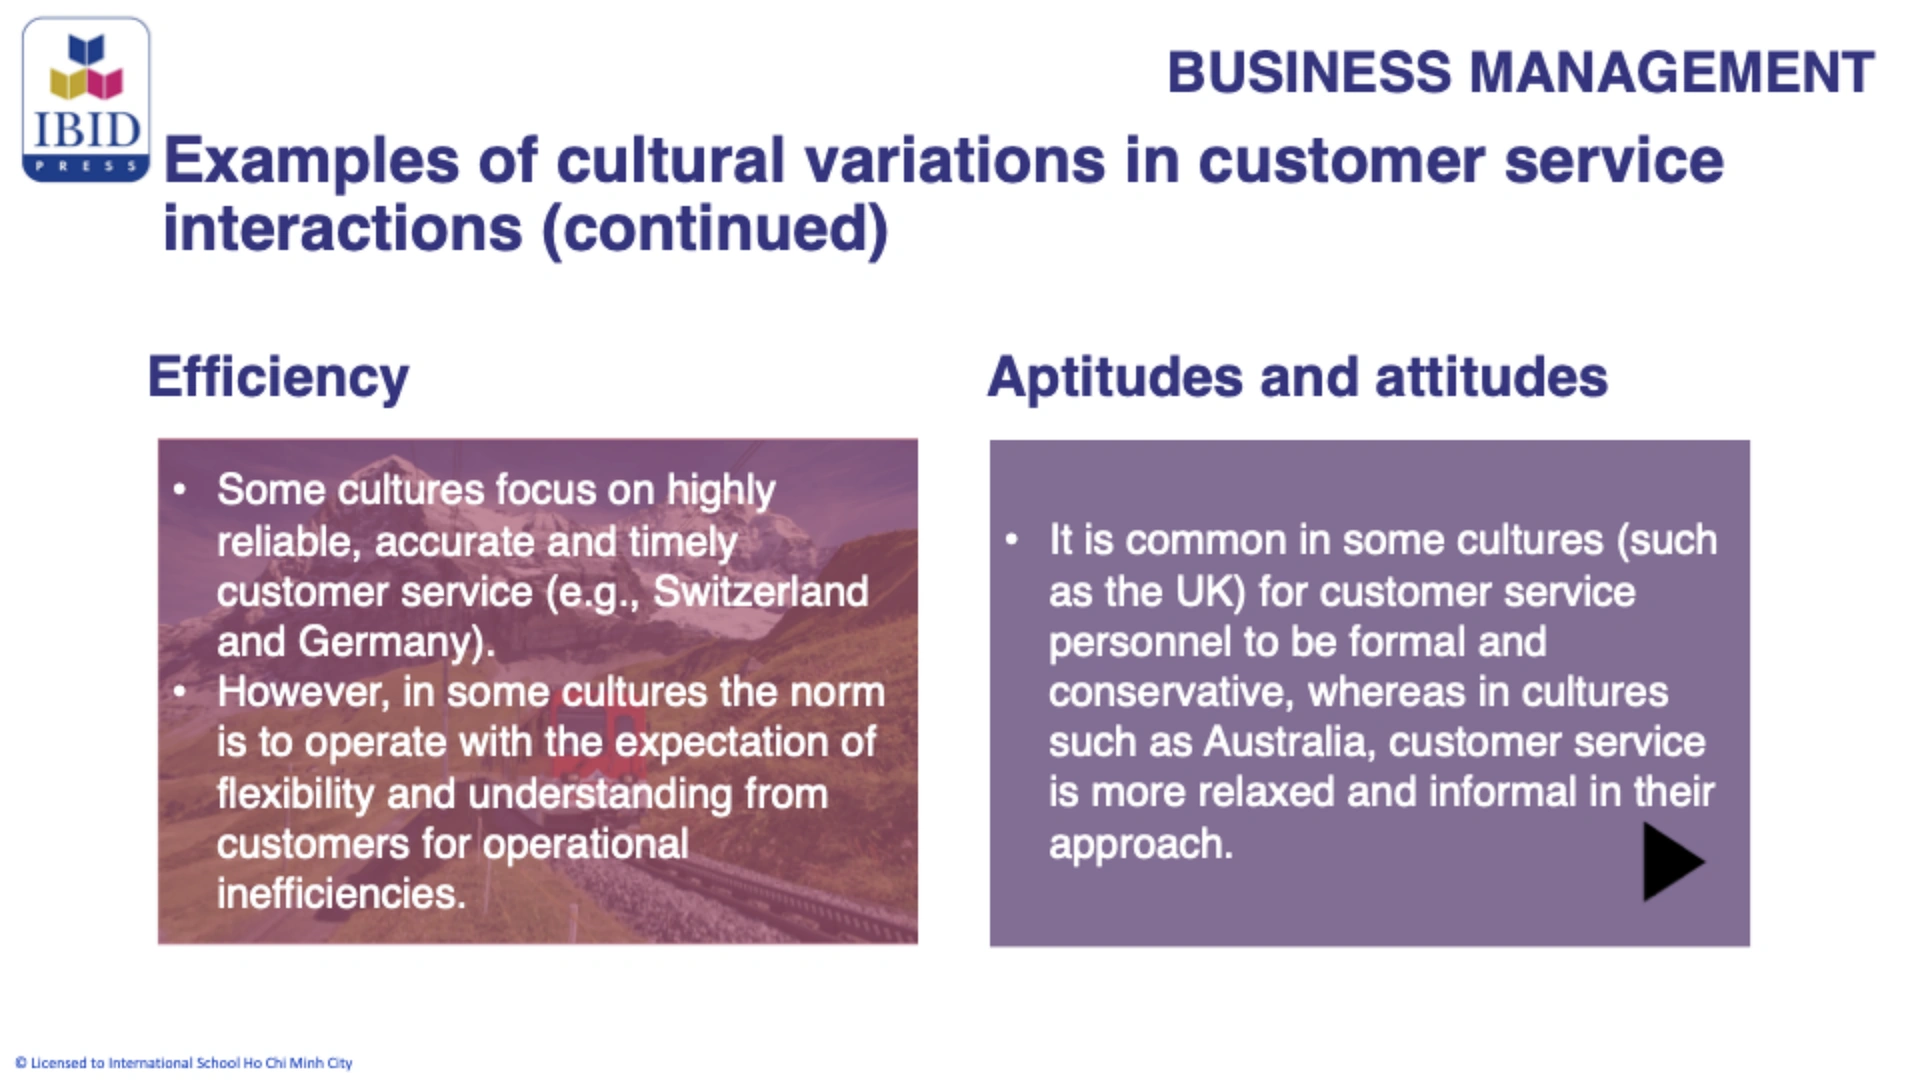 IBID
PRESS
BUSINESS MANAGEMENT
Examples of cultural variations in customer service
interactions (continued)
Efficiency
• Some cultures focus on highly
reliable, accurate and timely
customer service (e.g., Switzerland
and Germany).
• However, in some cultures the norm
is to operate with the expectation of
flexibility and understanding from
customers for operational
inefficiencies.
Aptitudes and attitudes
• It is common in some cultures (such
as the UK) for customer service
personnel to be formal and
conservative, whereas in cultures
such as Australia, customer service
is more relaxed and informal in their
approach.
© Licensed to International School Ho Chi Minh City